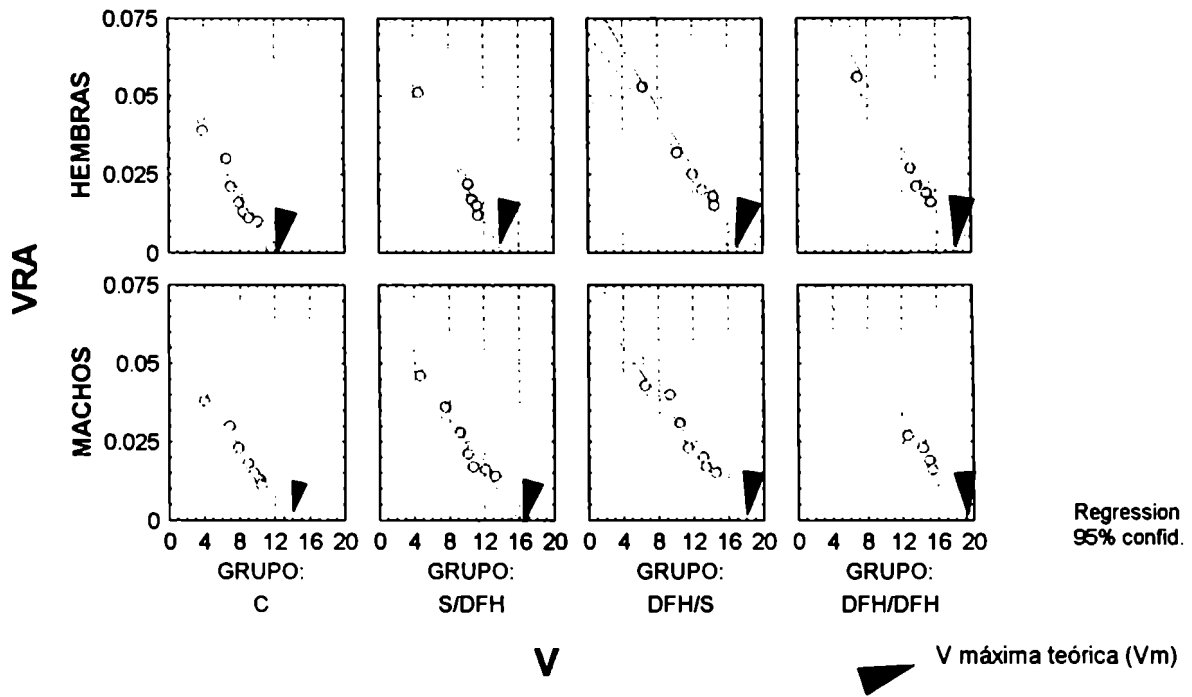 VRA
HEMBRAS
0.075
0.05
0.025
0
MACHOS
0.075
0.05
0.025
0
0 4 8 12 16 20 0 4 8 12 16 20 0 4 8 12 16 20 0 4 8 12 16 20
GRUPO: GRUPO: GRUPO: GRUPO:
C S/DFH DFH/S DFH/DFH
Regression
95% confid.
V
V máxima teórica (Vm)